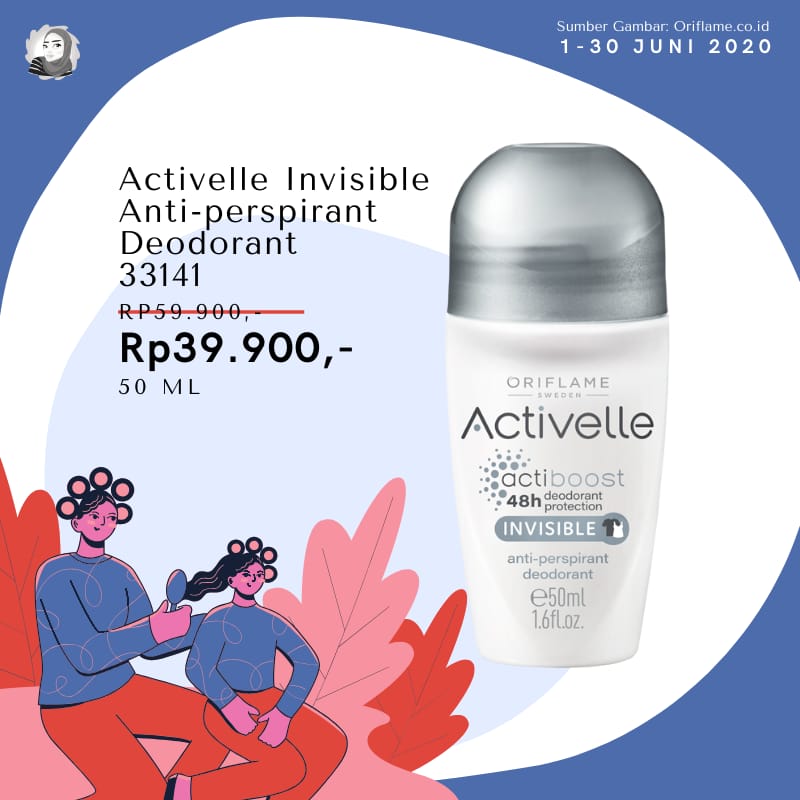 Sumber Gambar: Oriflame.co.id
1-30 JUNI 2020
Activelle Invisible
Anti-perspirant
Deodorant
33141
RP59.900,-
Rp39.900,-
50 ML
ORIFLAME
SWEDEN
Activelle
actiboost
48h deodorant
protection
INVISIBLE
anti-perspirant
deodorant
℮50ml
1.6fl.oz.